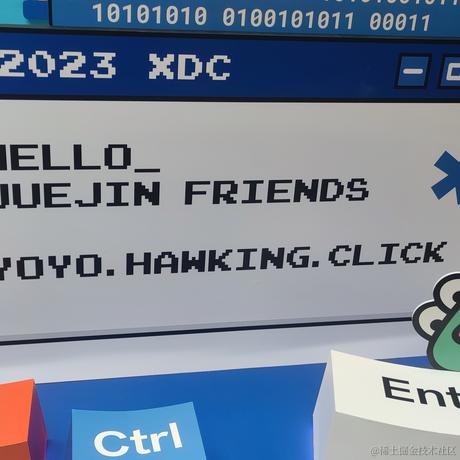 10101010 0100101011 00011
2023 XDC
HELLO_
JUEJIN FRIENDS
YOYO.HAWKING.CLICK
Ctrl
Ent
@稀土掘金技术社区